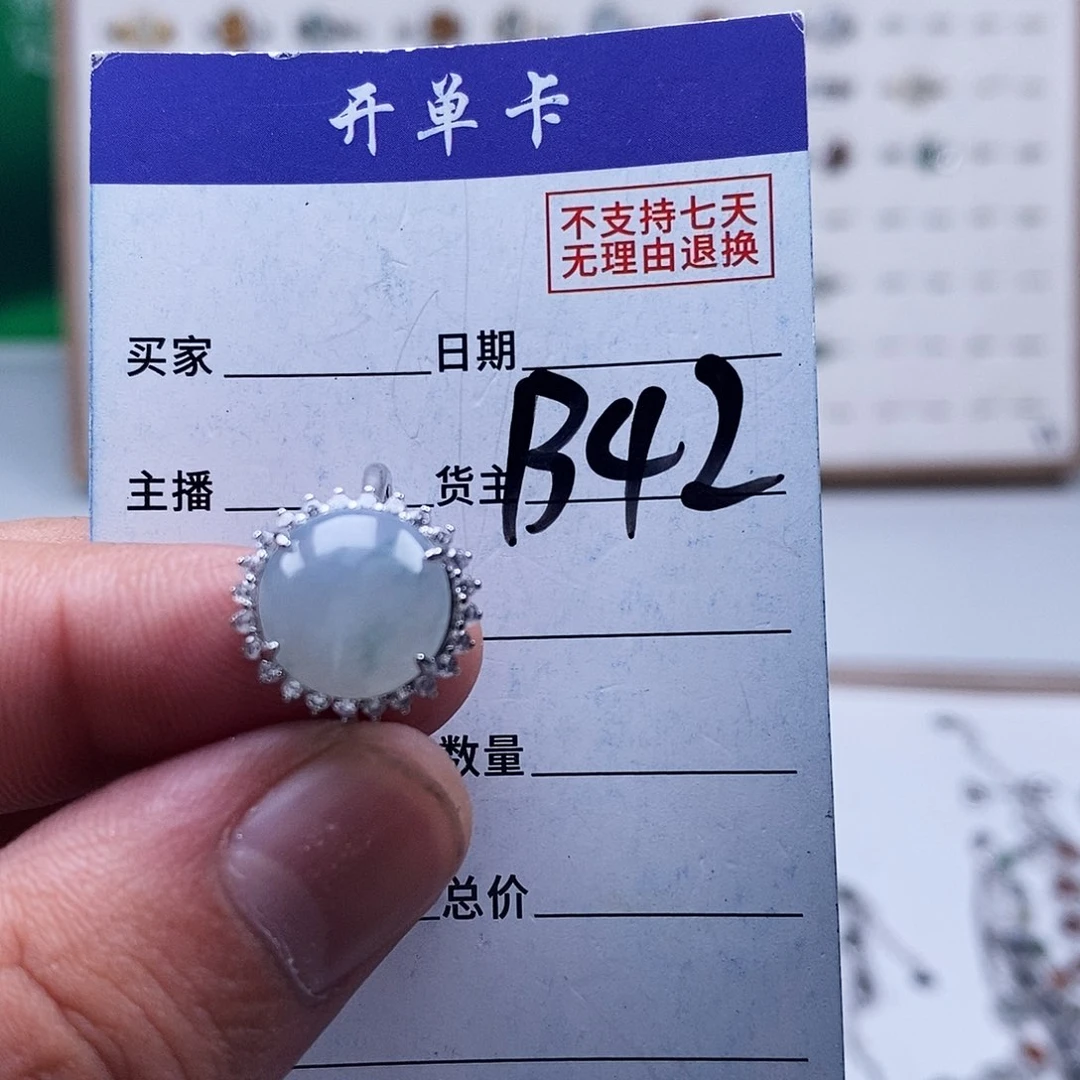 开单卡
不支持七天
无理由退换
买家 日期
主播 货主 B42
数量
总价